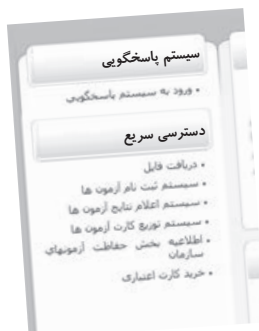 سیستم پاسخگویی
• ورود به سیستم پاسخگویی
دسترسی سریع
• دریافت فایل
• سیستم ثبت نام آزمون ها
• سیستم اعلام نتایج آزمون ها
• سیستم توزیع کارت آزمون ها
• اطلاعیه بخش حفاظت آزمونهای
سازمان
• خرید کارت اعتباری